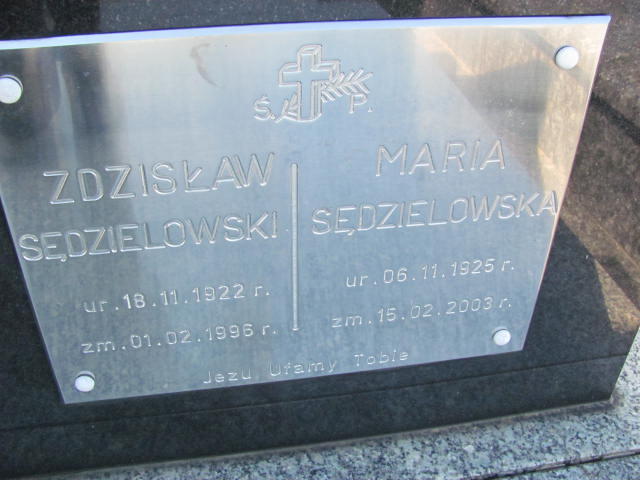 Ś. P.
ZDZISŁAW
SĘDZIELOWSKI
ur. 18.11.1922 r.
zm. 01.02.1996 r.
MARIA
SĘDZIELOWSKA
ur. 06.11.1925 r.
zm. 15.02.2003 r.
Jezu Ufamy Tobie